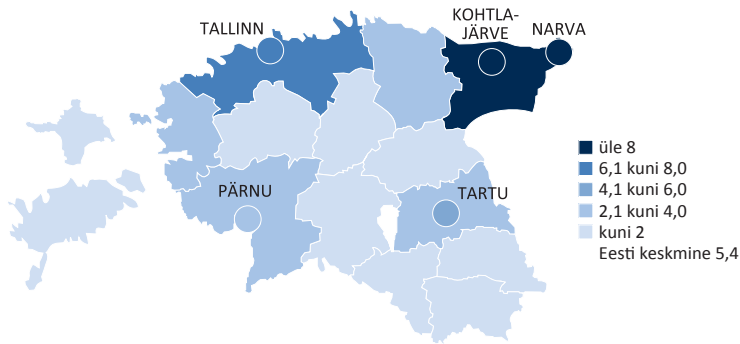 TALLINN
KOHTLA-
JÄRVE
NARVA
PÄRNU
TARTU
üle 8
6,1 kuni 8,0
4,1 kuni 6,0
2,1 kuni 4,0
kuni 2
Eesti keskmine 5,4